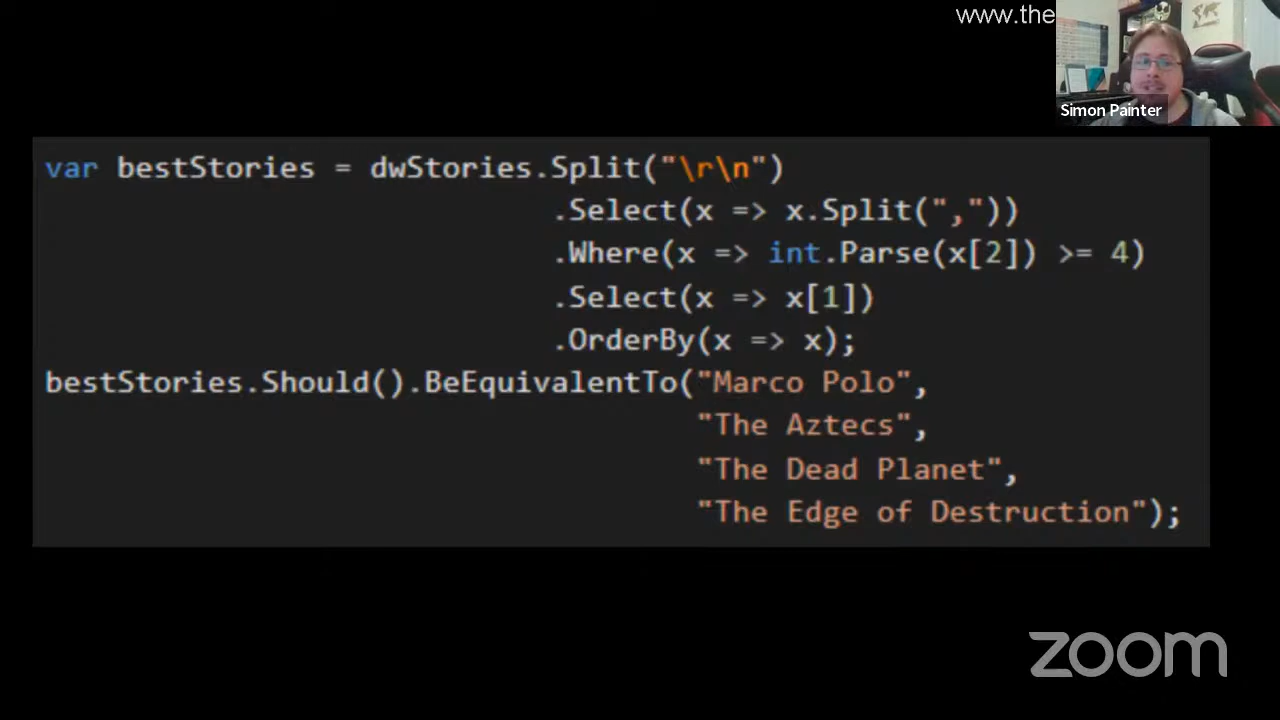 www.the
Simon Painter
var bestStories = dwStories.Split("\r\n")
.Select(x => x.Split(","))
.Where(x => int.Parse(x[2]) >= 4)
.Select(x => x[1])
.OrderBy(x => x);
bestStories.Should().BeEquivalentTo("Marco Polo",
"The Aztecs",
"The Dead Planet",
"The Edge of Destruction");
zoom